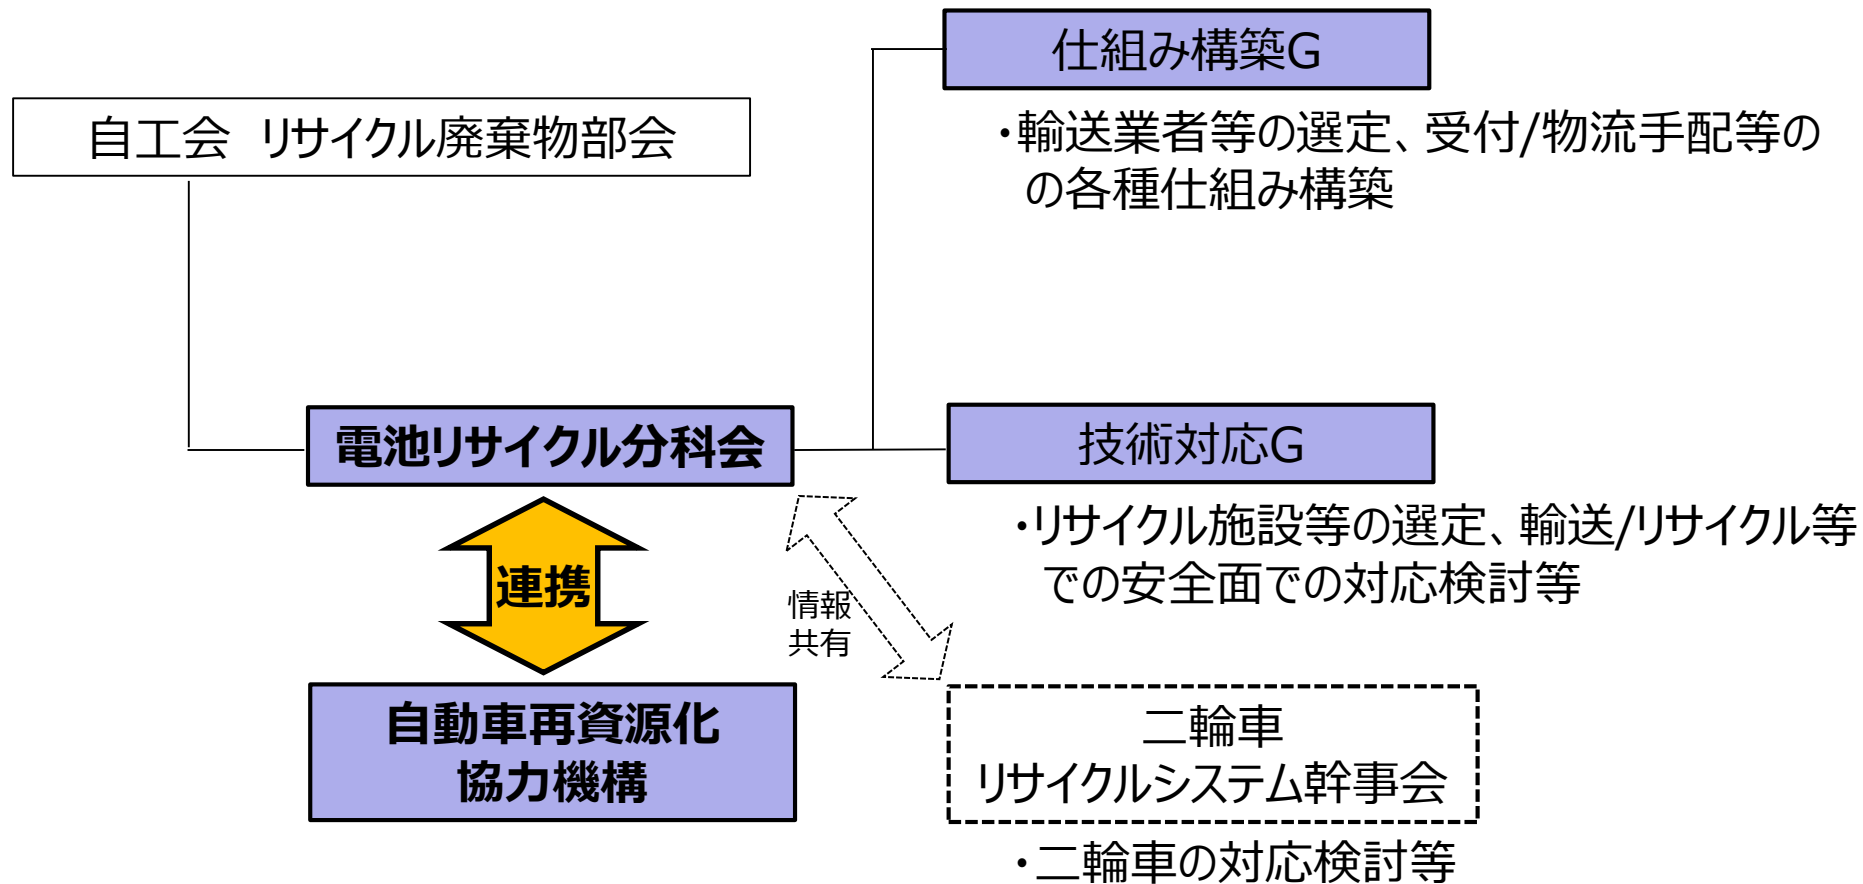 仕組み構築G
自工会 リサイクル廃棄物部会
・輸送業者等の選定、受付/物流手配等の
の各種仕組み構築
電池リサイクル分科会
技術対応G
・リサイクル施設等の選定、輸送/リサイクル等
での安全面での対応検討等
連携
情報
共有
自動車再資源化
協力機構
二輪車
リサイクルシステム幹事会
・二輪車の対応検討等